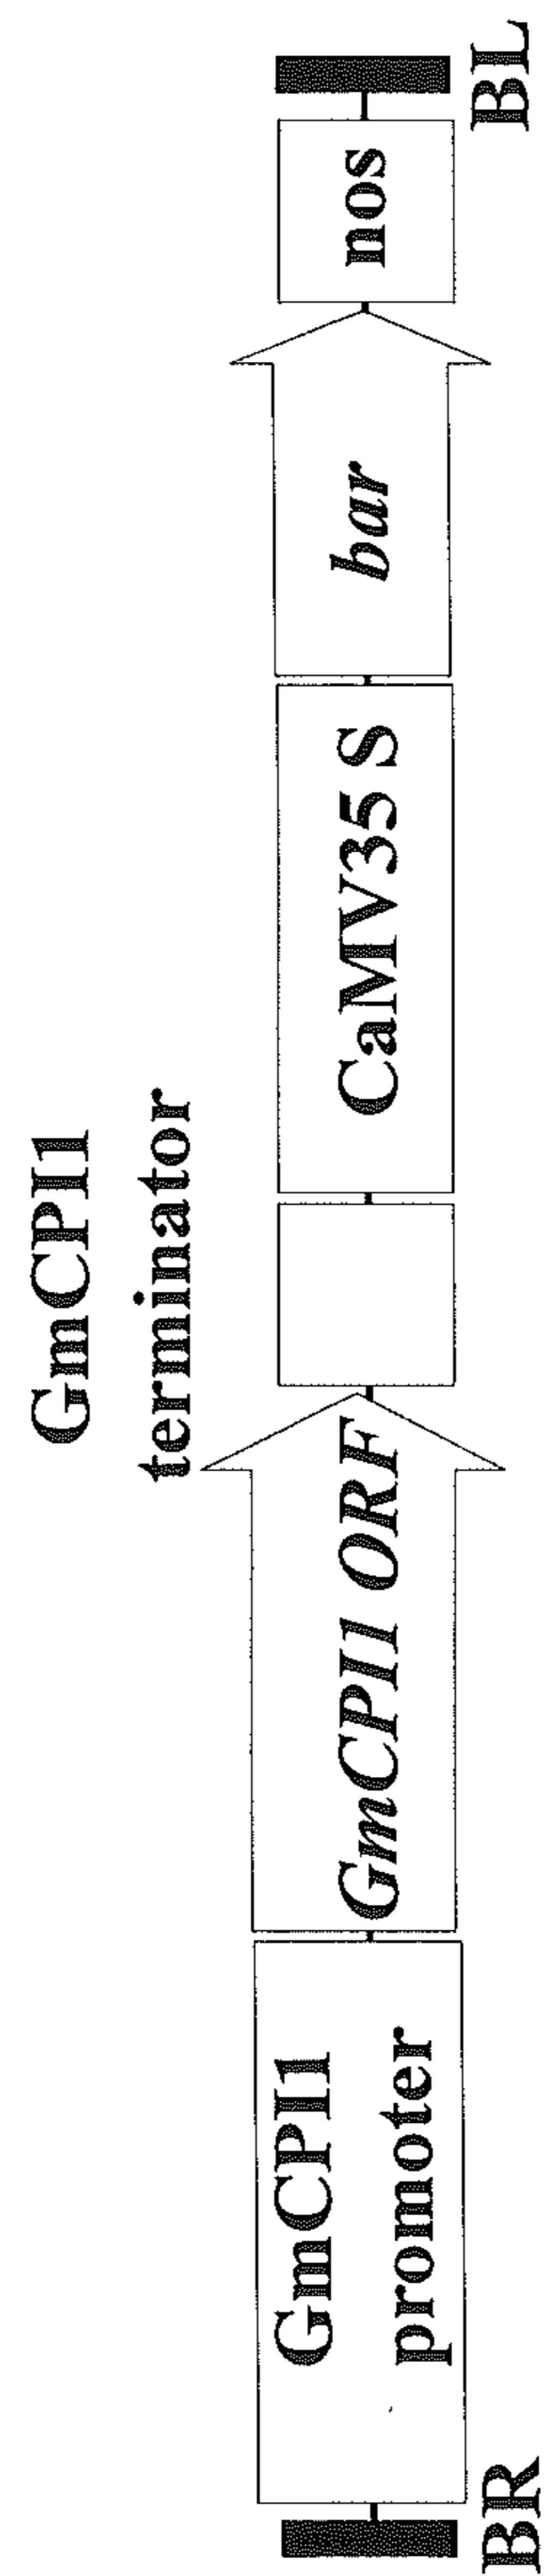 GmCPI1
terminator
BR
GmCPI1
promoter
GmCPI1 ORF
CaMV35 S
bar
nos
BL